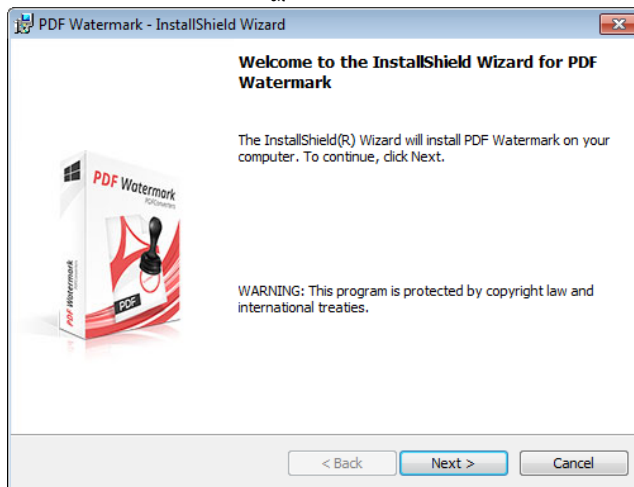 PDF Watermark - InstallShield Wizard
Welcome to the InstallShield Wizard for PDF
Watermark
The InstallShield(R) Wizard will install PDF Watermark on your
computer. To continue, click Next.
PDF Watermark
PDFConverters
PDF Watermark
PDF
WARNING: This program is protected by copyright law and
international treaties.
< Back
Next >
Cancel